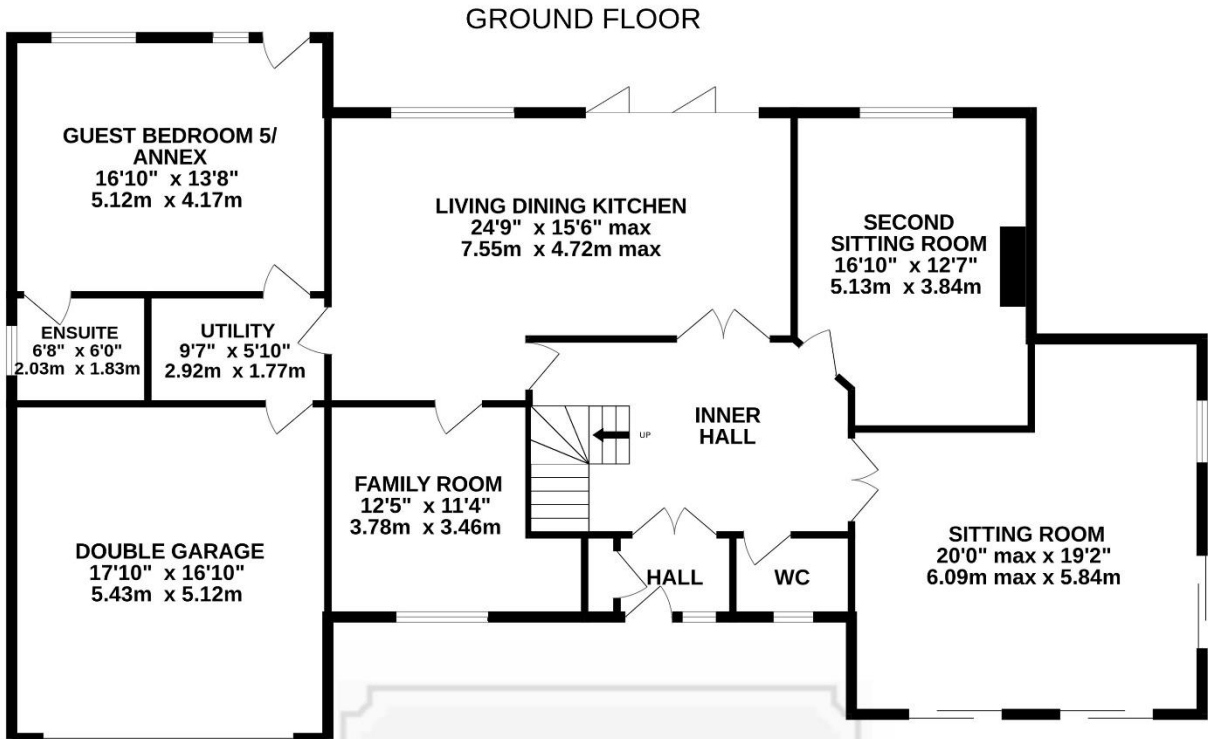 GROUND FLOOR
GUEST BEDROOM 5/
ANNEX
16'10" x 13'8"
5.12m x 4.17m
LIVING DINING KITCHEN
24'9" x 15'6" max
7.55m x 4.72m max
SECOND
SITTING ROOM
16'10" x 12'7"
5.13m x 3.84m
ENSUITE
6'8" x 6'0"
2.03m x 1.83m
UTILITY
9'7" x 5'10"
2.92m x 1.77m
INNER
HALL
UP
FAMILY ROOM
12'5" x 11'4"
3.78m x 3.46m
DOUBLE GARAGE
17'10" x 16'10"
5.43m x 5.12m
HALL
WC
SITTING ROOM
20'0" max x 19'2"
6.09m max x 5.84m